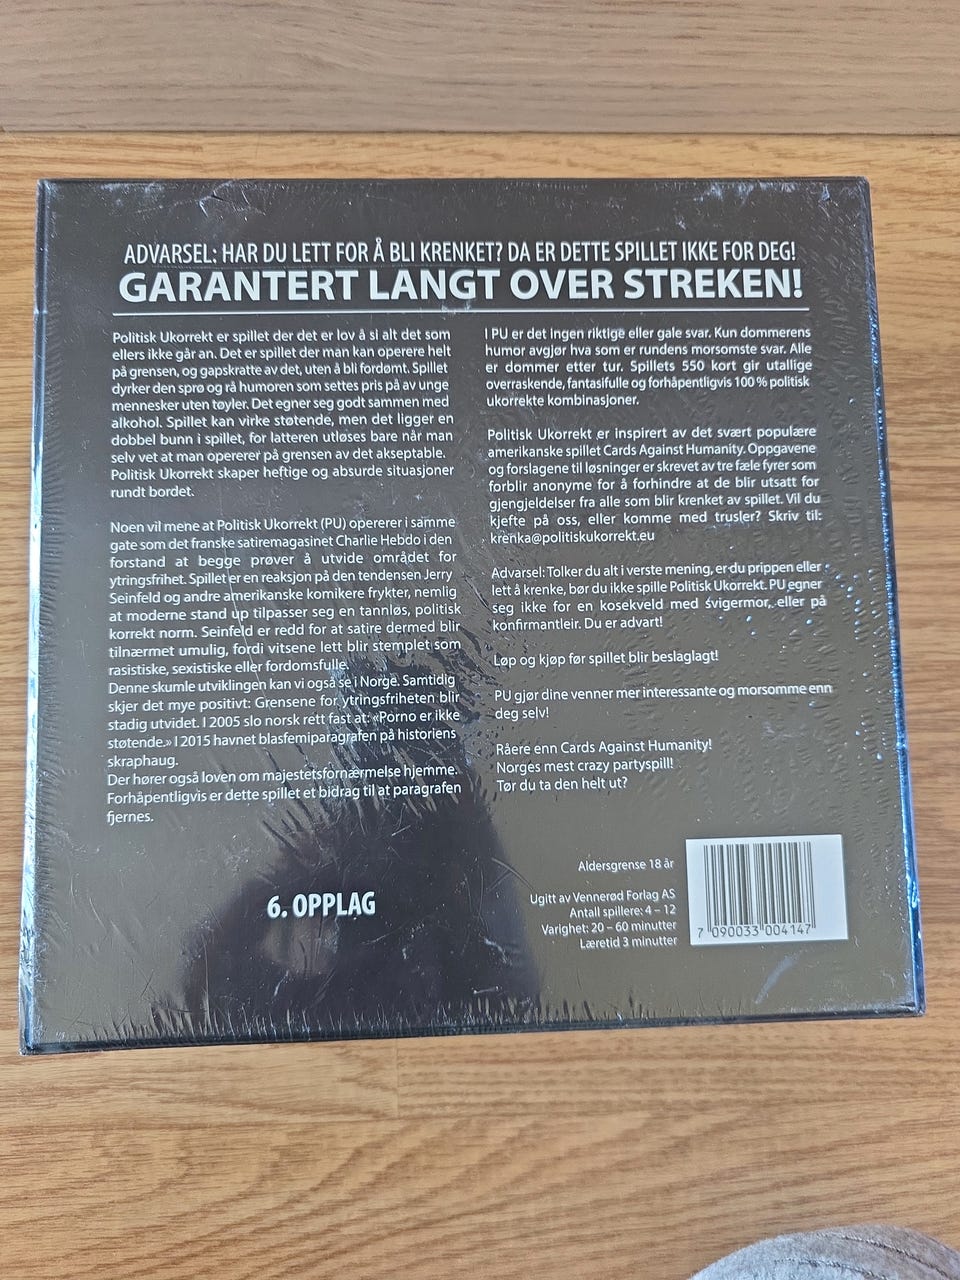 ADVARSEL: HAR DU LETT FOR Å BLI KRENKET? DA ER DETTE SPILLET IKKE FOR DEG!
GARANTERT LANGT OVER STREKEN!
Politisk Ukorrekt er spillet der det er lov å si alt det som
ellers ikke går an. Det er spillet der man kan operere helt
på grensen, og gapskratte av det, uten å bli fordømt. Spillet
dyrker den sprø og rå humoren som settes pris på av unge
mennesker uten tøyler. Det egner seg godt sammen med
alkohol. Spillet kan virke støtende, men det ligger en
dobbel bunn i spillet, for latteren utløses bare når man
selv vet at man opererer på grensen av det akseptable.
Politisk Ukorrekt skaper heftige og absurde situasjoner
rundt bordet.
Noen vil mene at Politisk Ukorrekt (PU) opererer i samme
gate som det franske satiremagasinet Charlie Hebdo i den
forstand at begge prøver å utvide området for
ytringsfrihet. Spillet er en reaksjon på den tendensen Jerry
Seinfeld og andre amerikanske komikere frykter, nemlig
at moderne stand up tilpasser seg en tannløs, politisk
korrekt norm. Seinfeld er redd for at satire dermed blir
tilnærmet umulig, fordi vitsene lett blir stemplet som
rasistiske, sexistiske eller fordomsfulle.
Denne skumle utviklingen kan vi også se i Norge. Samtidig
skjer det mye positivt: Grensene for ytringsfriheten blir
stadig utvidet. I 2005 slo norsk rett fast at: «Porno er ikke
støtende.» I 2015 havnet blasfemiparagrafen på historiens
skraphaug.
Der hører også loven om majestetsfornærmelse hjemme.
Forhåpentligvis er dette spillet et bidrag til at paragrafen
fjernes.
I PU er det ingen riktige eller gale svar. Kun dommerens
humor avgjør hva som er rundens morsomste svar. Alle
er dommer etter tur. Spillets 550 kort gir utallige
overraskende, fantasifulle og forhåpentligvis 100 % politisk
ukorrekte kombinasjoner.
Politisk Ukorrekt er inspirert av det svært populære
amerikanske spillet Cards Against Humanity. Oppgavene
og forslagene til løsninger er skrevet av tre fæle fyrer som
forblir anonyme for å forhindre at de blir utsatt for
gjengjeldelser fra alle som blir krenket av spillet. Vil du
kjefte på oss, eller komme med trusler? Skriv til:
krenka@politiskukorrekt.eu
Advarsel: Tolker du alt i verste mening, er du prippen eller
lett å krenke, bør du ikke spille Politisk Ukorrekt. PU egner
seg ikke for en kosekveld med svigermor, eller på
konfirmantleir. Du er advart!
Løp og kjøp før spillet blir beslaglagt!
PU gjør dine venner mer interessante og morsomme enn
deg selv!
Råere enn Cards Against Humanity!
Norges mest crazy partyspill!
Tør du ta den helt ut?
6. OPPLAG
Aldersgrense 18 år
Ugitt av Vennerød Forlag AS
Antall spillere: 4 – 12
Varighet: 20 – 60 minutter
Læretid 3 minutter
7 090033 004147